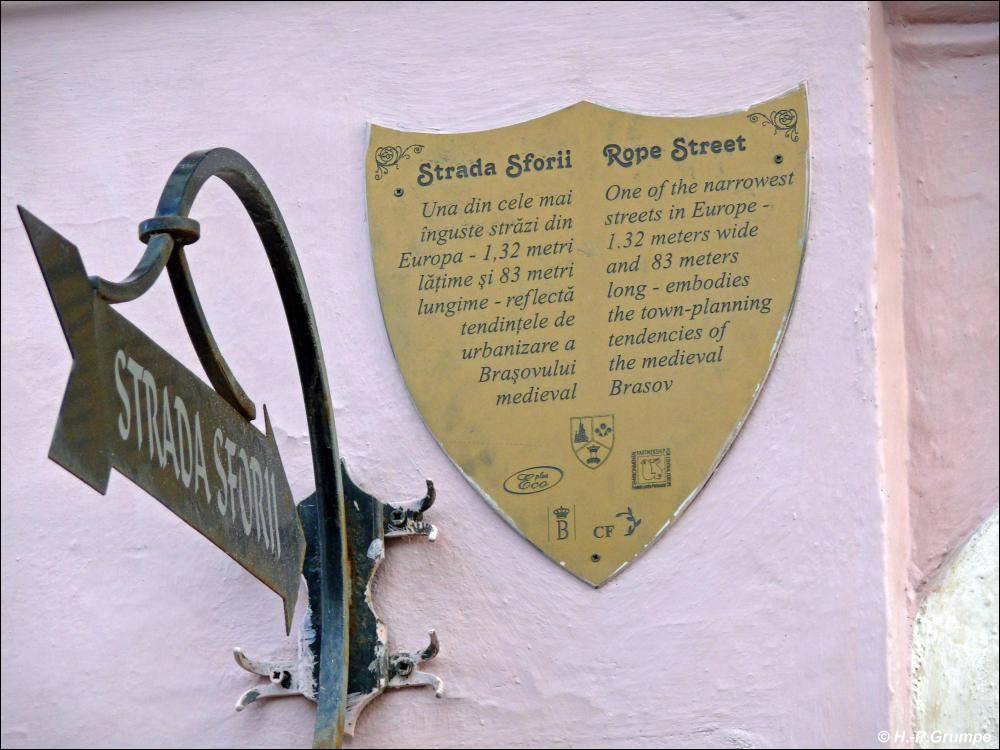 STRADA SFORII
Strada Sforii
Una din cele mai
înguste străzi din
Europa - 1,32 metri
lățime și 83 metri
lungime - reflectă
tendințele de
urbanizare a
Brașovului
medieval
Rope Street
One of the narrowest
streets in Europe -
1.32 meters wide
and 83 meters
long - embodies
the town-planning
tendencies of
the medieval
Brasov
Eco plus
PARTNERSHIP
B
CF
© H.-P.Grumpe